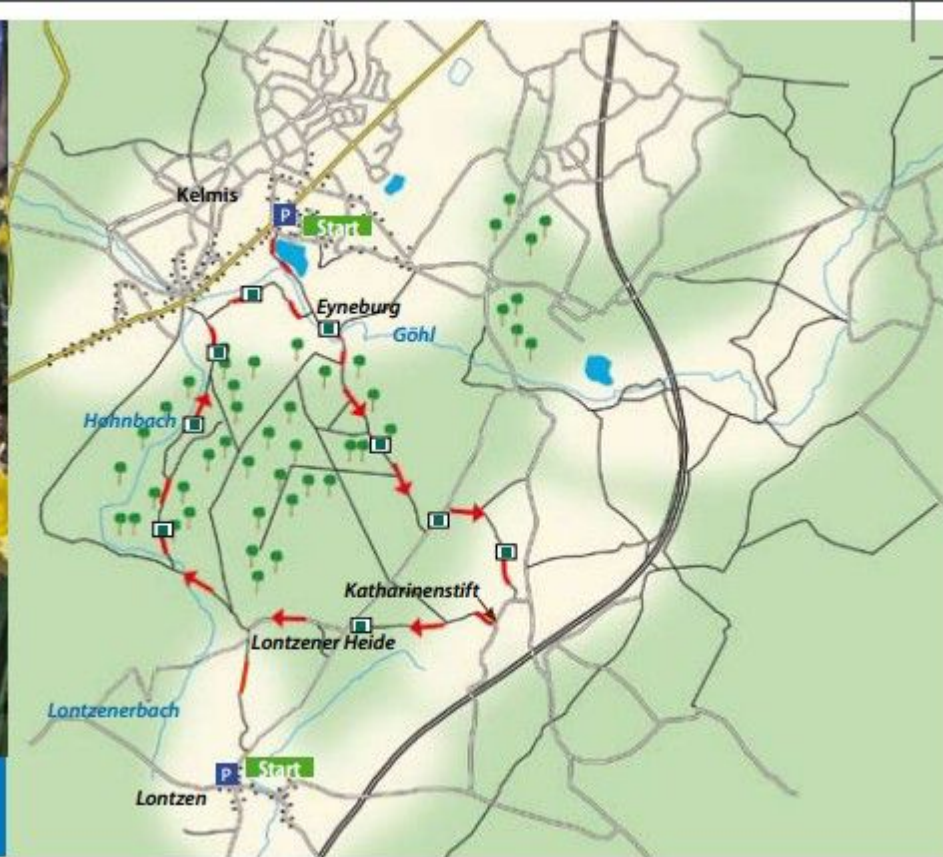 Kelmis
P
Start
Eyneburg
Göhl
Hohnbach
Katharinenstift
Lontzener Heide
Lontzenerbach
P
Start
Lontzen